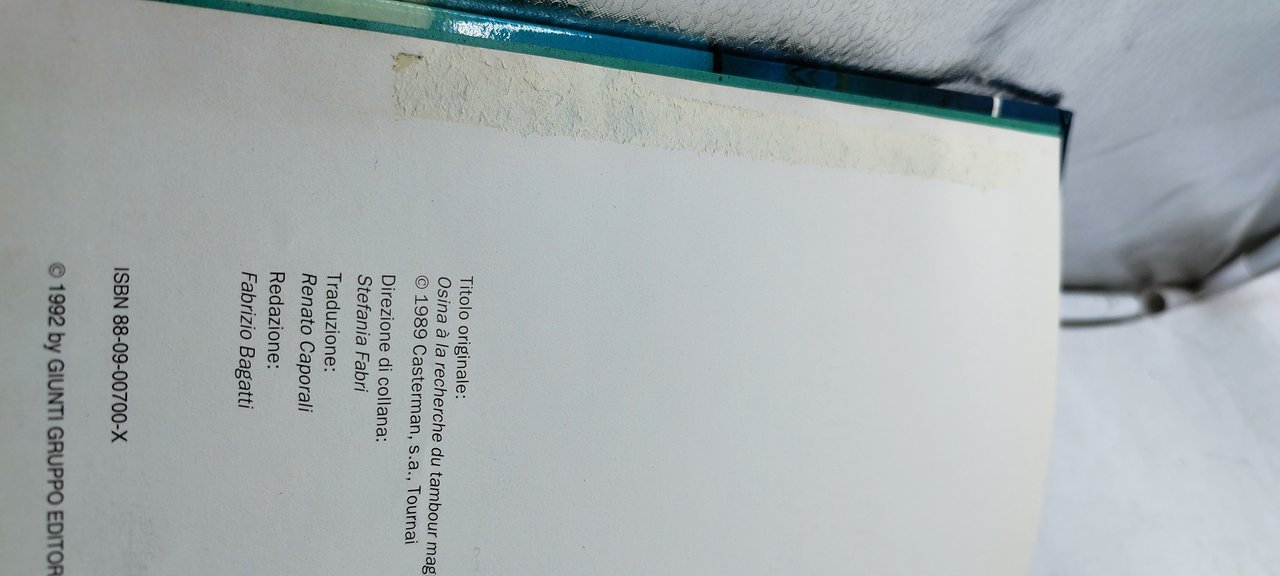 Titolo originale:
Osina à la recherche du tambour mag
© 1989 Casterman, s.a., Tournai
Direzione di collana:
Stefania Fabri
Traduzione:
Renato Caporali
Redazione:
Fabrizio Bagatti
ISBN 88-09-00700-X
© 1992 by GIUNTI GRUPPO EDITOR